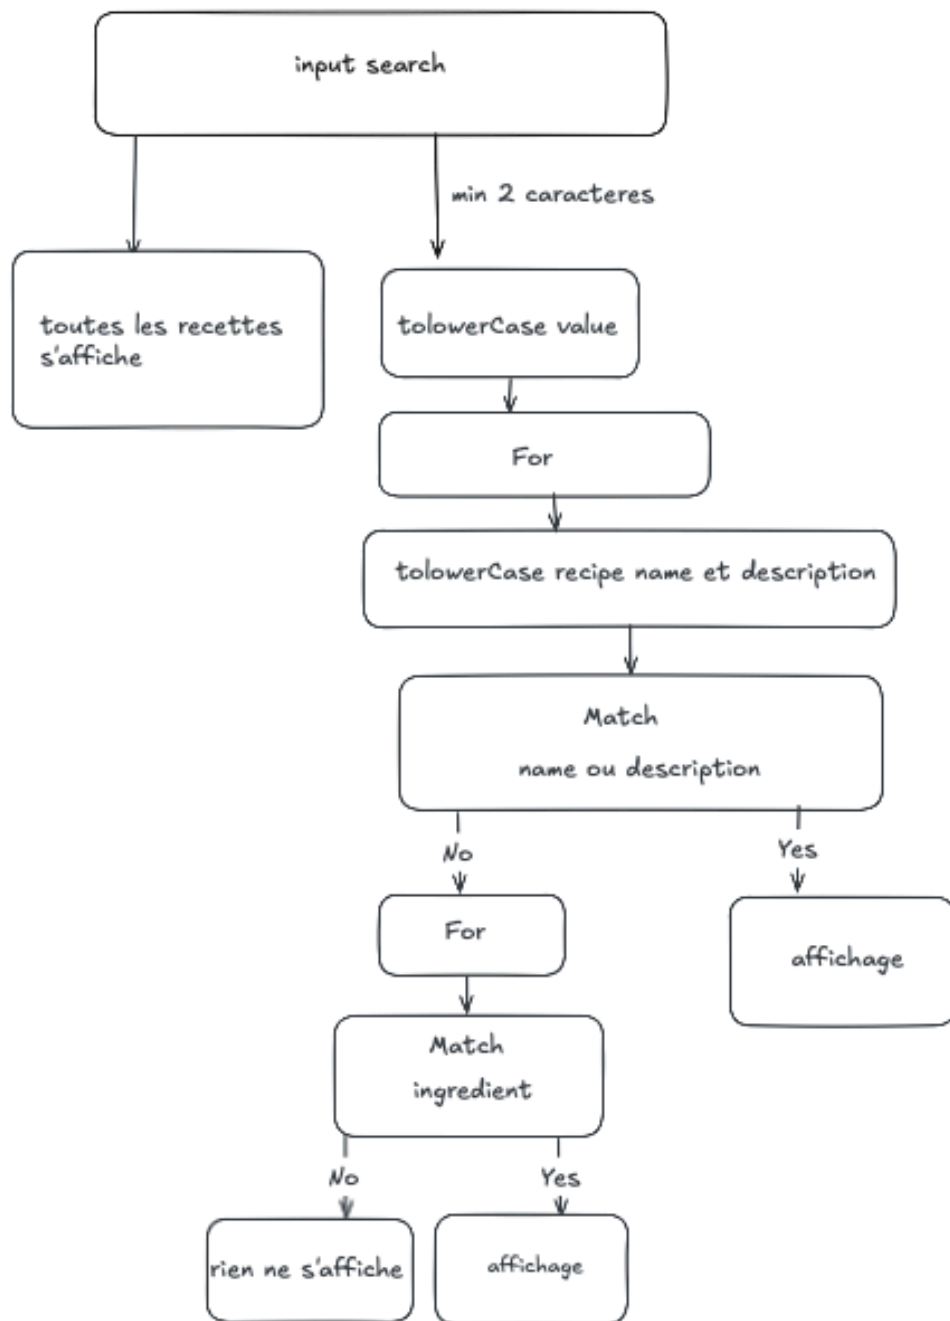 input search
min 2 caracteres
toutes les recettes
s'affiche
tolowerCase value
For
tolowerCase recipe name et description
Match
name ou description
No
Yes
For
affichage
Match
ingredient
No
Yes
rien ne s'affiche
affichage